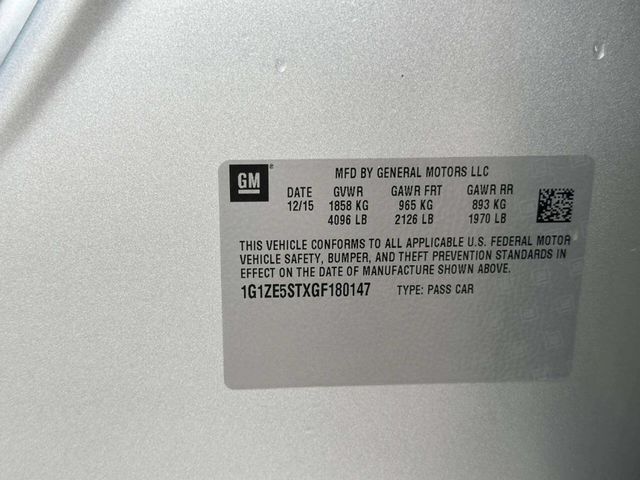 GM
MFD BY GENERAL MOTORS LLC
DATE GVWR GAWR FRT GAWR RR
12/15 1858 KG 965 KG 893 KG
4096 LB 2126 LB 1970 LB
THIS VEHICLE CONFORMS TO ALL APPLICABLE U.S. FEDERAL MOTOR
VEHICLE SAFETY, BUMPER, AND THEFT PREVENTION STANDARDS IN
EFFECT ON THE DATE OF MANUFACTURE SHOWN ABOVE.
1G1ZE5STXGF180147 TYPE: PASS CAR